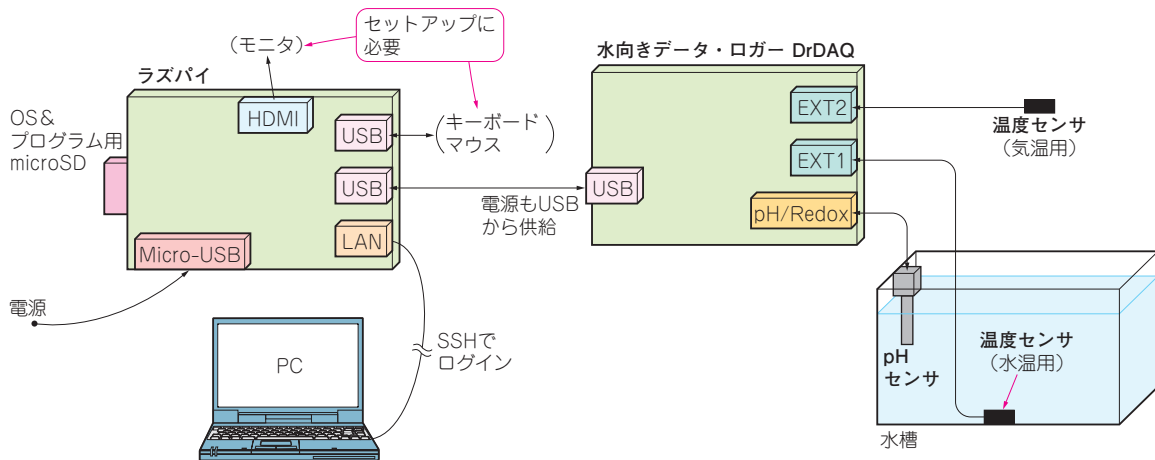 セットアップに
必要
(モニタ)
ラズパイ
HDMI
OS&
プログラム用
microSD
USB
(キーボード
マウス)
USB
LAN
Micro-USB
電源
電源もUSB
から供給
SSHで
ログイン
PC
水向きデータ・ロガー DrDAQ
EXT2
EXT1
USB
pH/Redox
温度センサ
(気温用)
pH
センサ
温度センサ
(水温用)
水槽